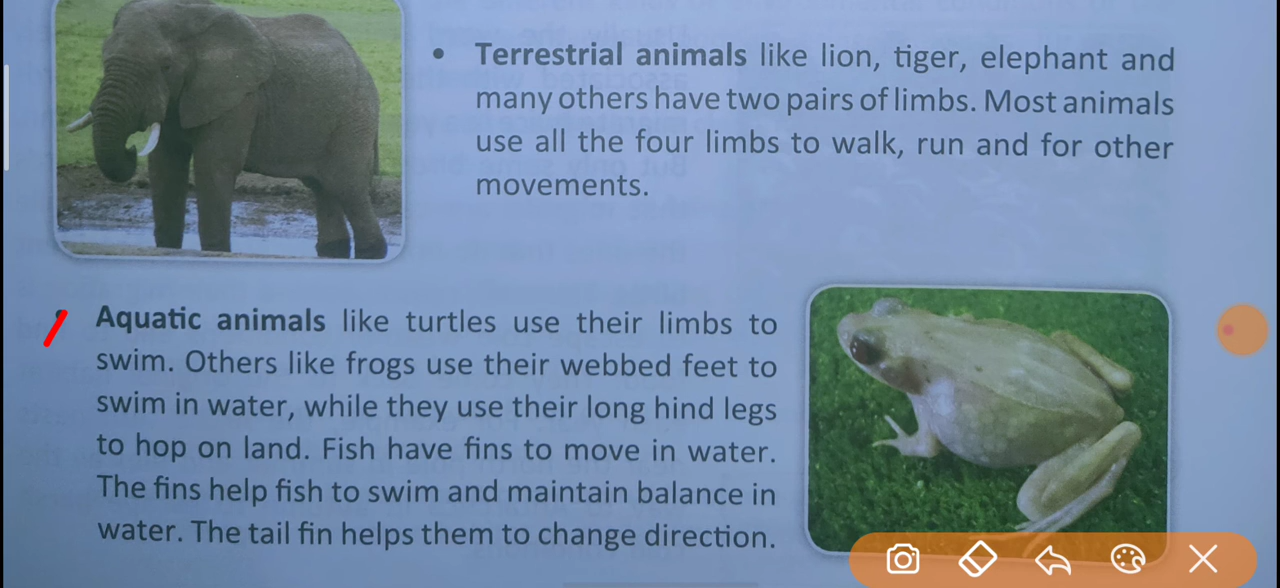 • Terrestrial animals like lion, tiger, elephant and
many others have two pairs of limbs. Most animals
use all the four limbs to walk, run and for other
movements.
Aquatic animals like turtles use their limbs to
swim. Others like frogs use their webbed feet to
swim in water, while they use their long hind legs
to hop on land. Fish have fins to move in water.
The fins help fish to swim and maintain balance in
water. The tail fin helps them to change direction.